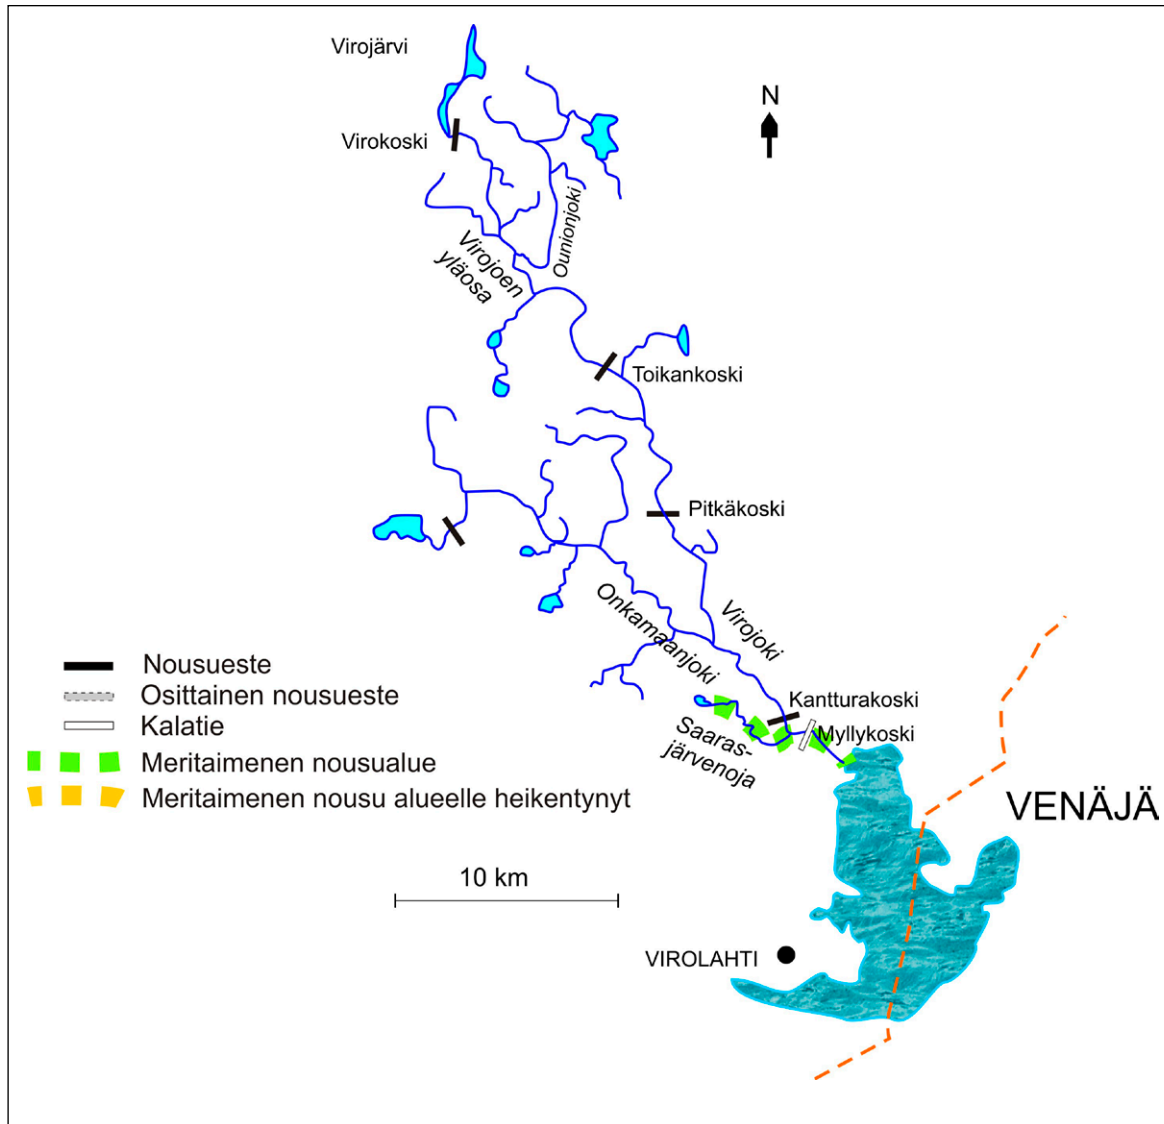 Virojärvi
N
Virokoski
Ounionjoki
Virojoen
yläosa
Toikankoski
Pitkäkoski
Onkamaanjoki
Virojoki
Nousueste
Osittainen nousueste
Kalatie
Meritaimenen nousualue
Meritaimenen nousu alueelle heikentynyt
Kantturakoski
Myllykoski
Saaras-
järvenoja
VENÄJÄ
10 km
VIROLAHTI